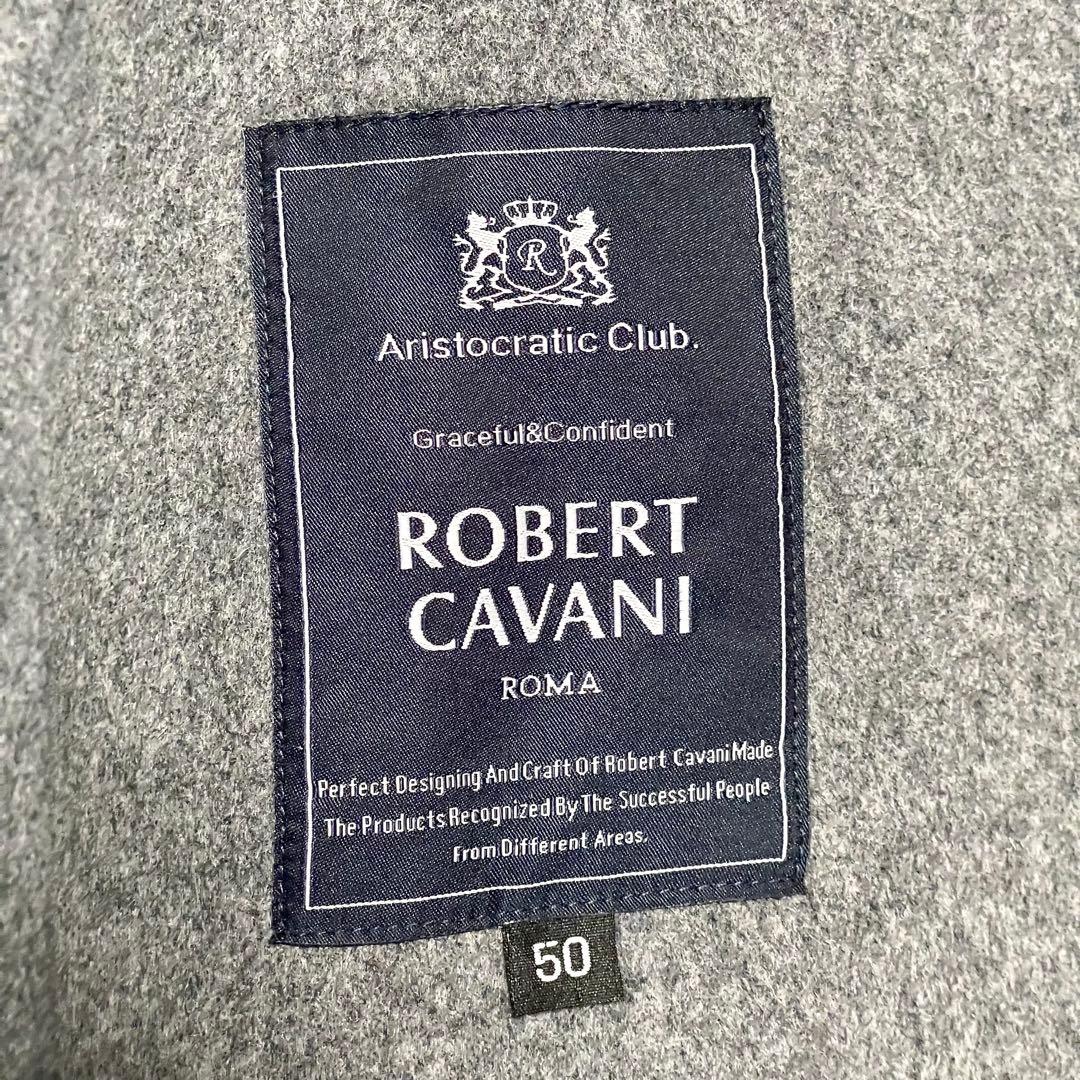 R
Aristocratic Club.
Graceful&Confident
ROBERT
CAVANI
ROMA
Perfect Designing And Craft Of Robert Cavani Made
The Products Recognized By The Successful People
From Different Areas.
50